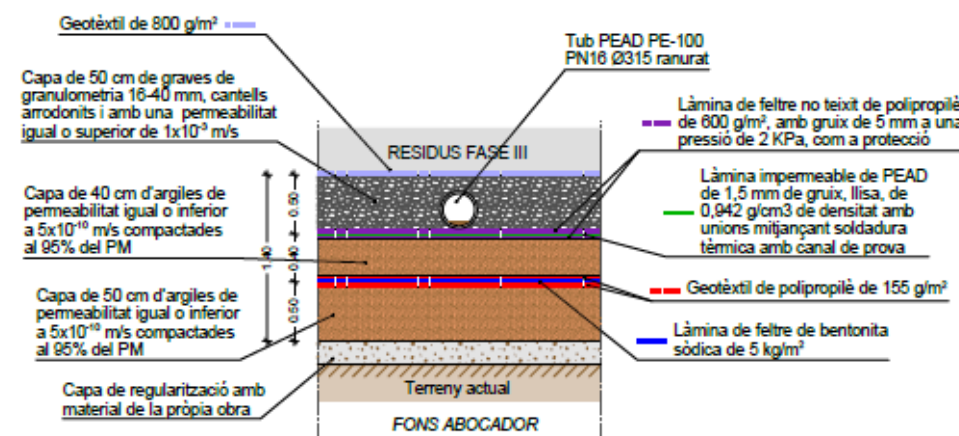 Geotèxtil de 800 g/m²
Capa de 50 cm de graves de
granulometria 16-40 mm, cantells
arrodonits i amb una permeabilitat
igual o superior de 1x10⁻³ m/s
Capa de 40 cm d'argiles de
permeabilitat igual o inferior
a 5x10⁻¹⁰ m/s compactades
al 95% del PM
Capa de 50 cm d'argiles de
permeabilitat igual o inferior
a 5x10⁻¹⁰ m/s compactades
al 95% del PM
Capa de regularització amb
material de la pròpia obra
1.40
0.50
0.40
0.50
RESIDUS FASE III
Terreny actual
FONS ABOCADOR
Tub PEAD PE-100
PN16 Ø315 ranurat
Làmina de feltre no teixit de polipropilè
de 600 g/m², amb gruix de 5 mm a una
pressió de 2 KPa, com a protecció
Làmina impermeable de PEAD
de 1,5 mm de gruix, llisa, de
0,942 g/cm3 de densitat amb
unions mitjançant soldadura
tèrmica amb canal de prova
Geotèxtil de polipropilè de 155 g/m²
Làmina de feltre de bentonita
sòdica de 5 kg/m²